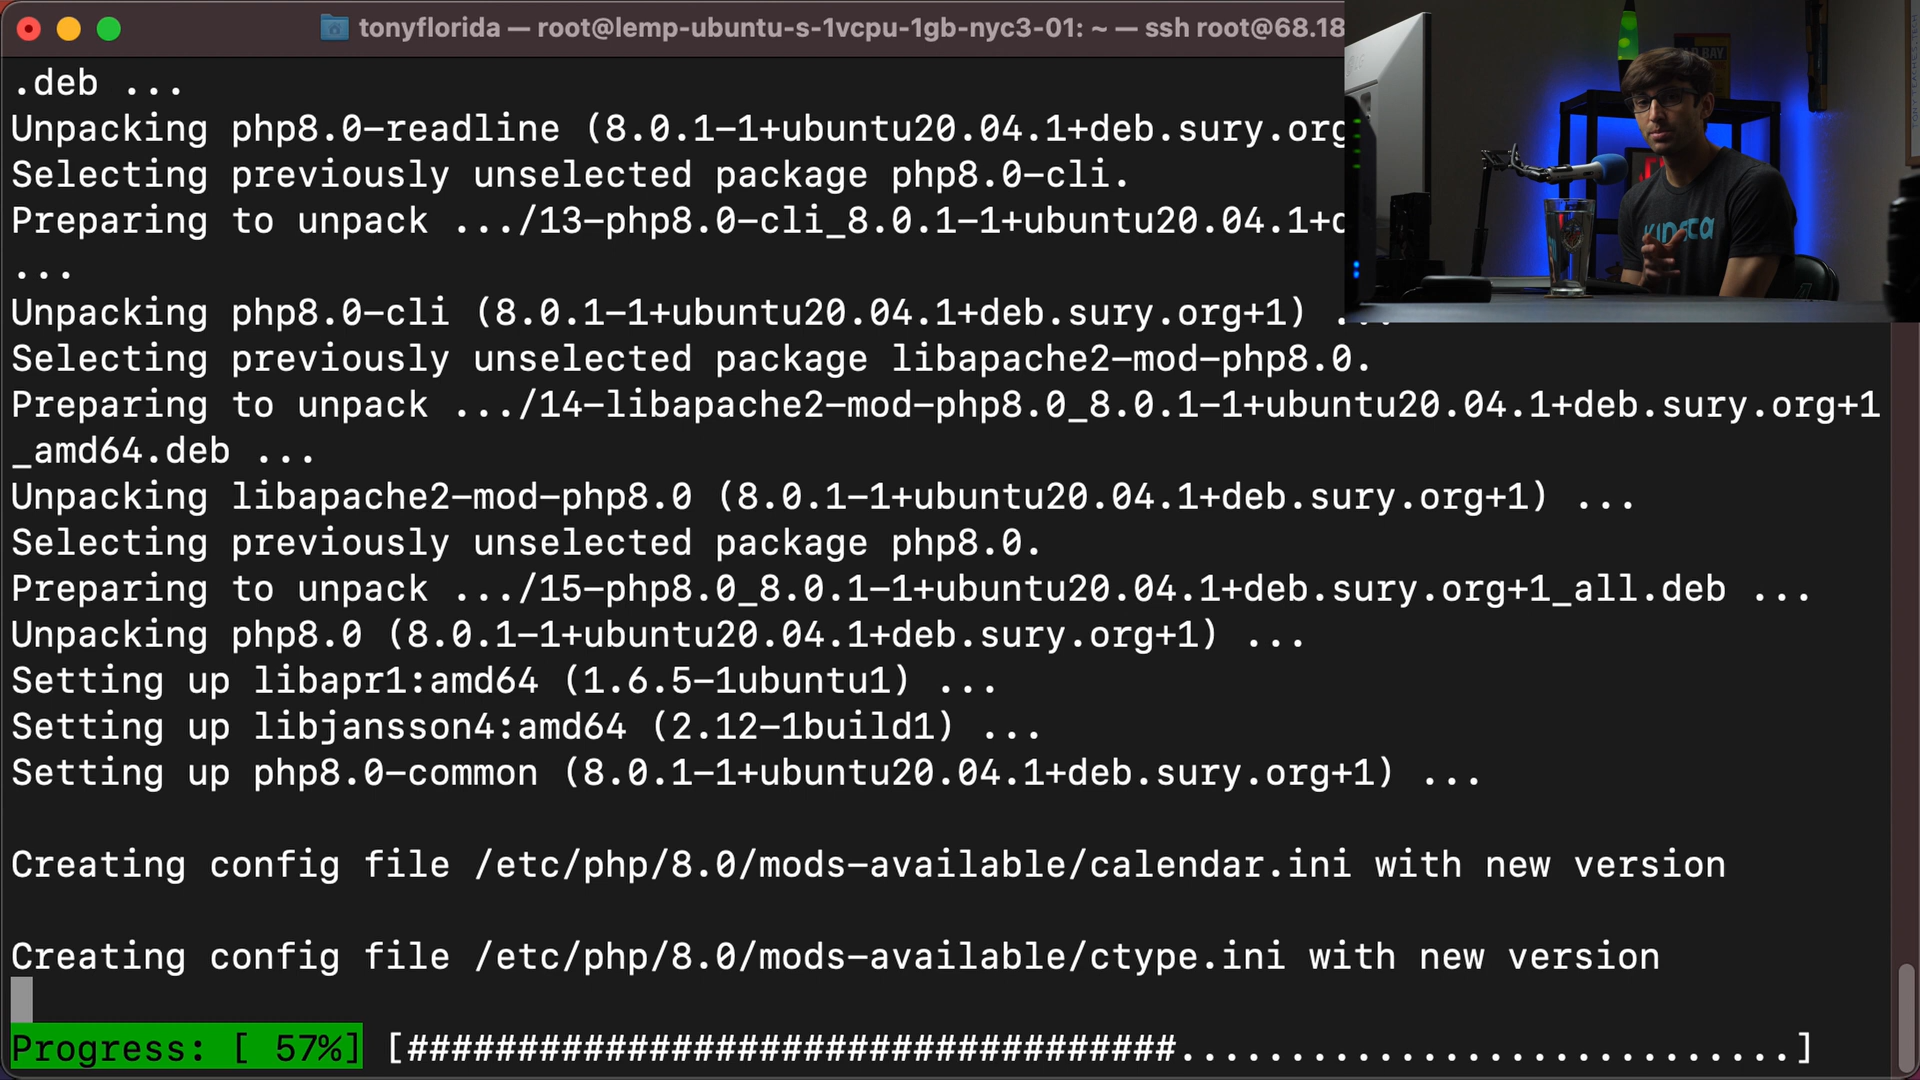 tonyflorida — root@lemp-ubuntu-s-1vcpu-1gb-nyc3-01: ~ — ssh root@68.18
.deb ...
Unpacking php8.0-readline (8.0.1-1+ubuntu20.04.1+deb.sury.org
Selecting previously unselected package php8.0-cli.
Preparing to unpack .../13-php8.0-cli_8.0.1-1+ubuntu20.04.1+d
...
Unpacking php8.0-cli (8.0.1-1+ubuntu20.04.1+deb.sury.org+1) ...
Selecting previously unselected package libapache2-mod-php8.0.
Preparing to unpack .../14-libapache2-mod-php8.0_8.0.1-1+ubuntu20.04.1+deb.sury.org+1
_amd64.deb ...
Unpacking libapache2-mod-php8.0 (8.0.1-1+ubuntu20.04.1+deb.sury.org+1) ...
Selecting previously unselected package php8.0.
Preparing to unpack .../15-php8.0_8.0.1-1+ubuntu20.04.1+deb.sury.org+1_all.deb ...
Unpacking php8.0 (8.0.1-1+ubuntu20.04.1+deb.sury.org+1) ...
Setting up libapr1:amd64 (1.6.5-1ubuntu1) ...
Setting up libjansson4:amd64 (2.12-1build1) ...
Setting up php8.0-common (8.0.1-1+ubuntu20.04.1+deb.sury.org+1) ...
Creating config file /etc/php/8.0/mods-available/calendar.ini with new version
Creating config file /etc/php/8.0/mods-available/ctype.ini with new version
Progress: [ 57%] [###################################............................]